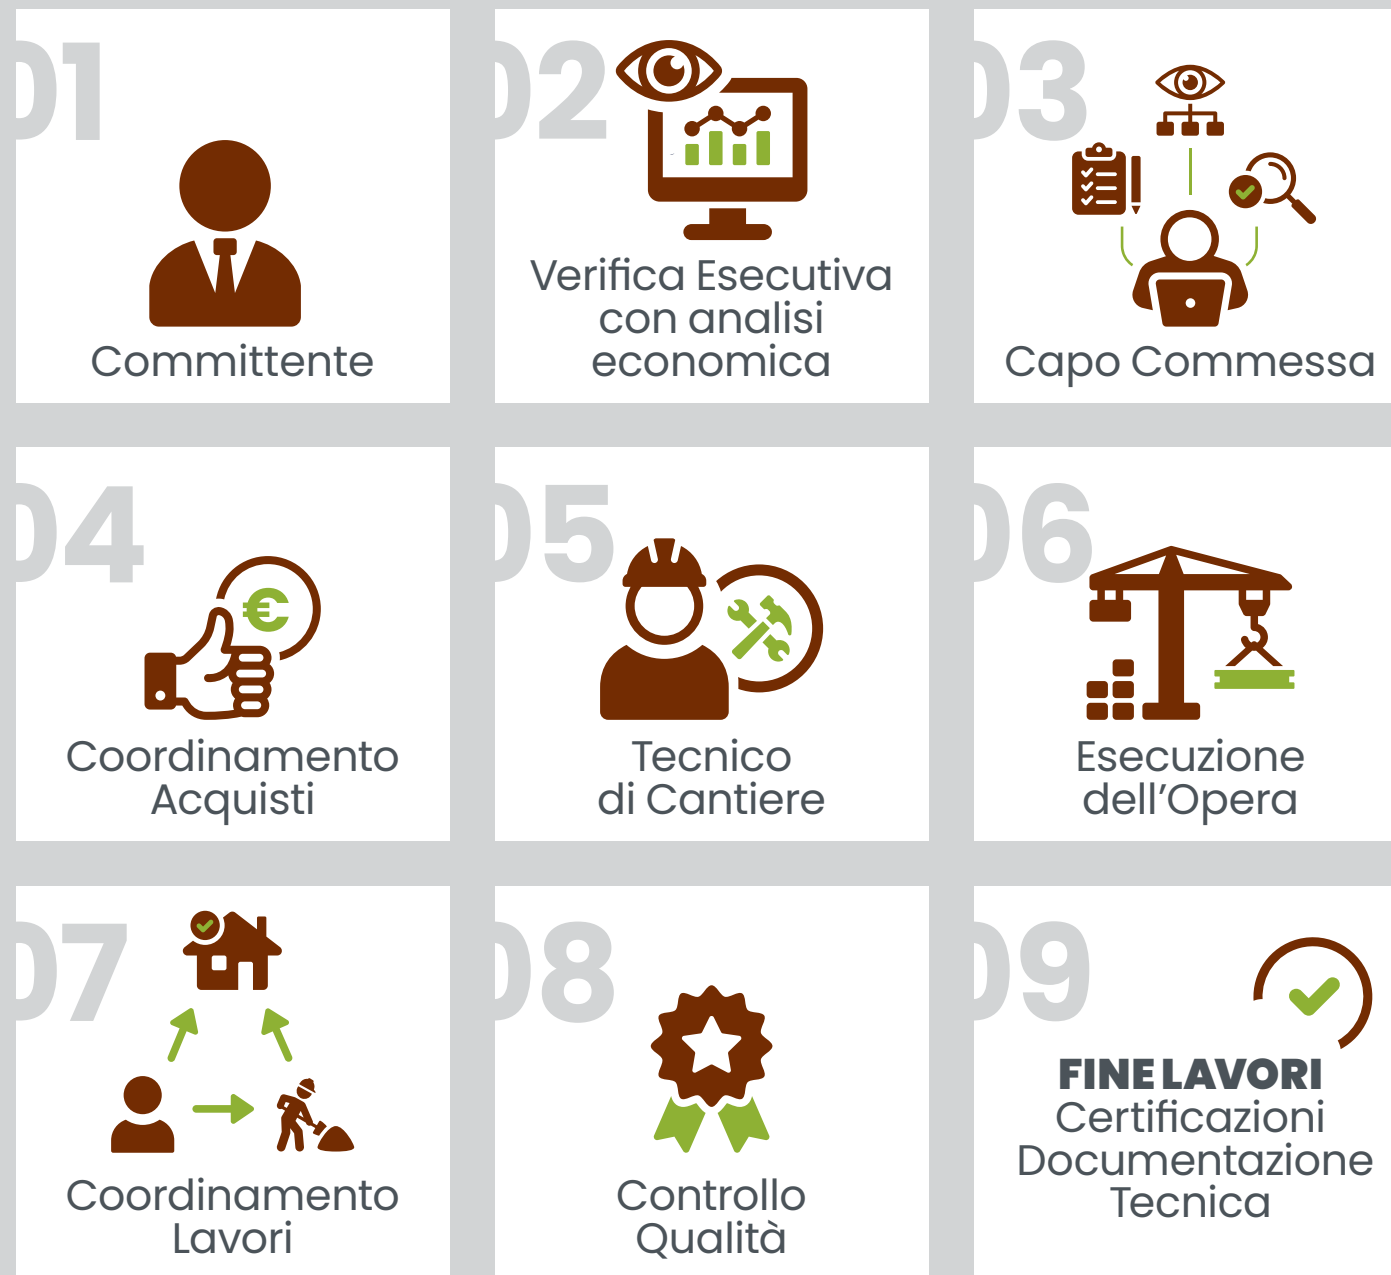 01
Committente
02
Verifica Esecutiva
con analisi
economica
03
Capo Commessa
04
€
Coordinamento
Acquisti
05
Tecnico
di Cantiere
06
Esecuzione
dell’Opera
07
Coordinamento
Lavori
08
Controllo
Qualità
09
FINE LAVORI
Certificazioni
Documentazione
Tecnica